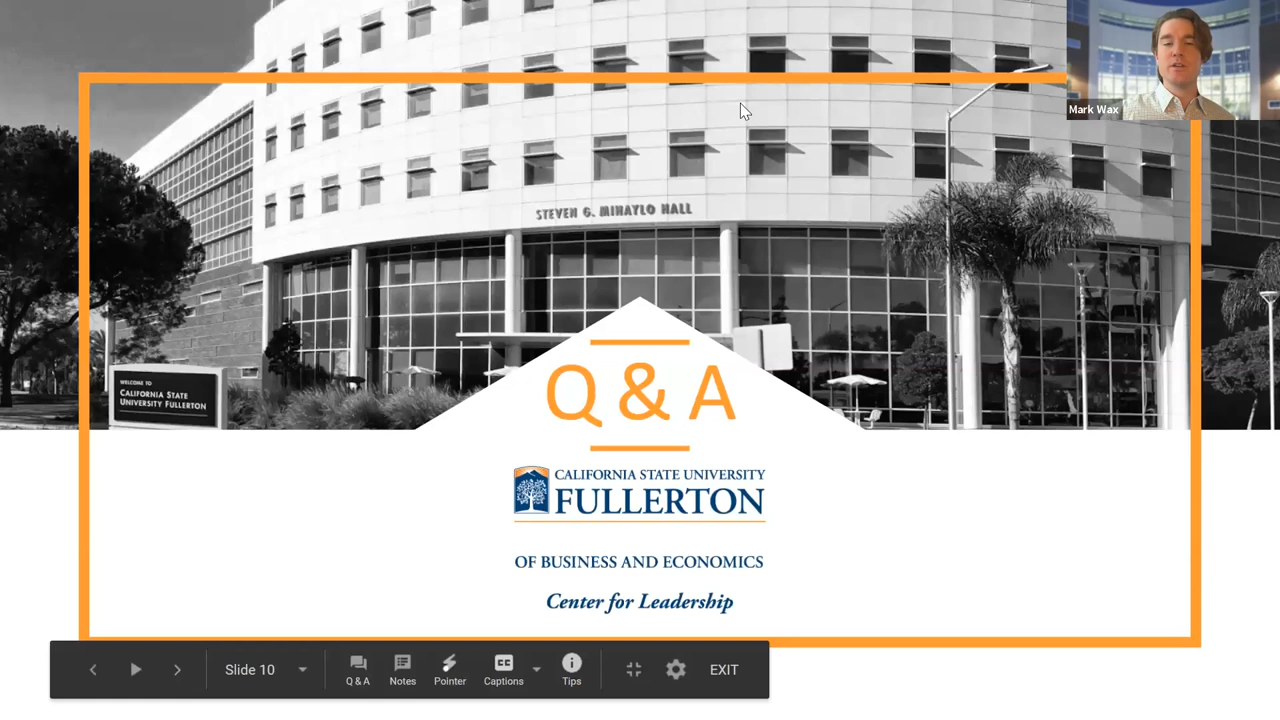 Mark Wax
STEVEN G. MIHAYLO HALL
WELCOME TO
CALIFORNIA STATE
UNIVERSITY FULLERTON
Q & A
CALIFORNIA STATE UNIVERSITY
FULLERTON
OF BUSINESS AND ECONOMICS
Center for Leadership
Slide 10
Q & A
Notes
Pointer
CC
Captions
Tips
EXIT